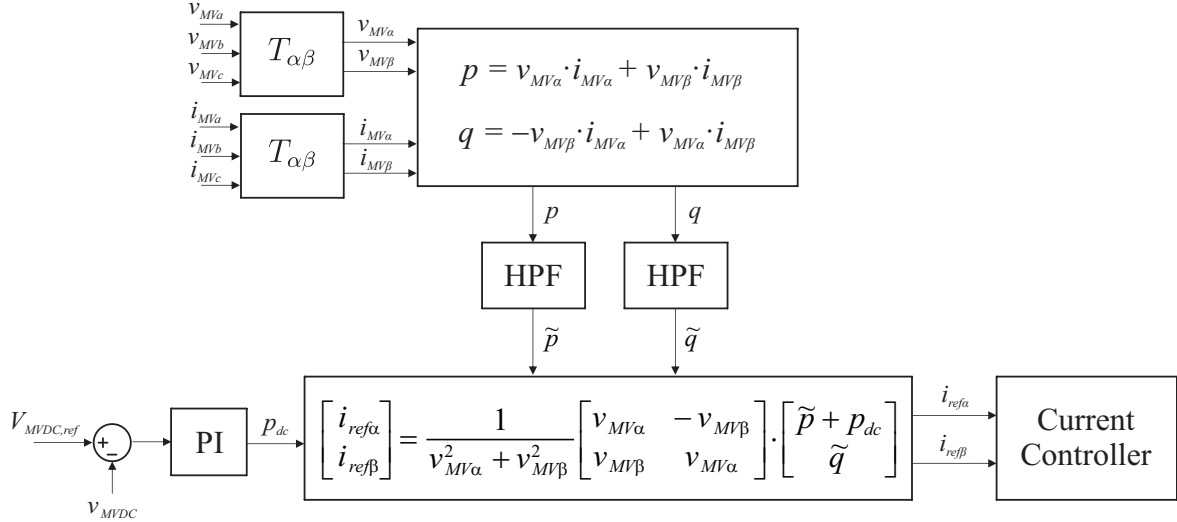 v_MVa
v_MVb
v_MVc
T_αβ
v_MVα
v_MVβ
i_MVa
i_MVb
i_MVc
T_αβ
i_MVα
i_MVβ
p = v_MVα·i_MVα + v_MVβ·i_MVβ
q = –v_MVβ·i_MVα + v_MVα·i_MVβ
p q
HPF HPF
p̃ q̃
V_MVDC,ref
+
–
v_MVDC
PI
p_dc
[i_refα; i_refβ] = 1/(v²_MVα + v²_MVβ) [v_MVα –v_MVβ; v_MVβ v_MVα]·[p̃ + p_dc; q̃]
i_refα
i_refβ
Current
Controller